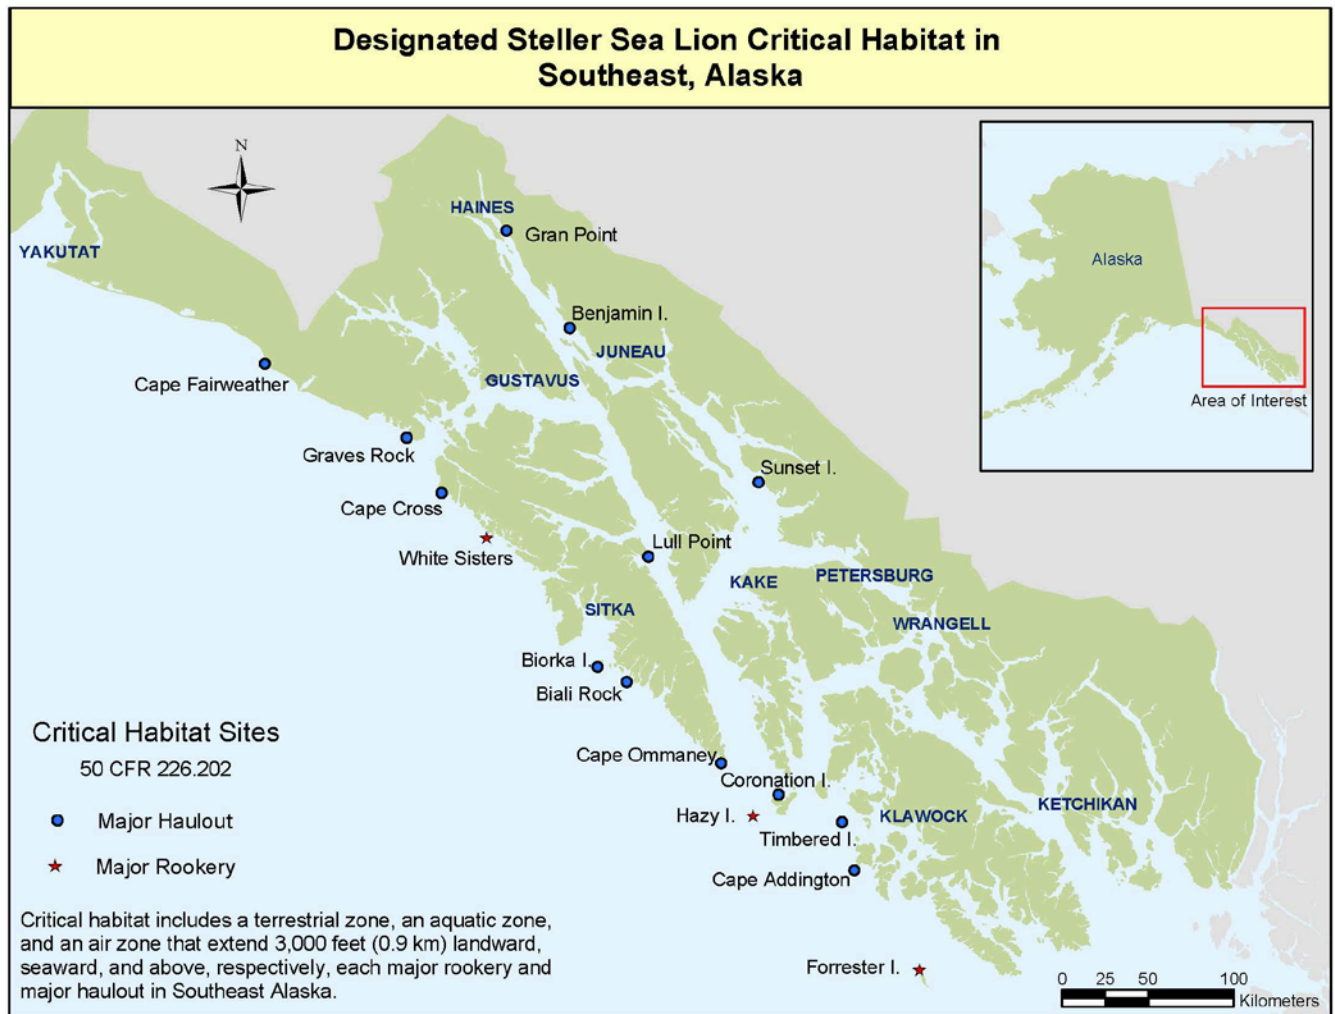 Designated Steller Sea Lion Critical Habitat in
Southeast, Alaska
N
HAINES
Gran Point
YAKUTAT
Alaska
Benjamin I.
JUNEAU
Cape Fairweather
GUSTAVUS
Area of Interest
Graves Rock
Sunset I.
Cape Cross
White Sisters
Lull Point
KAKE
PETERSBURG
SITKA
WRANGELL
Biorka I.
Biali Rock
Critical Habitat Sites
50 CFR 226.202
Major Haulout
Major Rookery
Cape Ommaney
Coronation I.
Hazy I.
KLAWOCK
KETCHIKAN
Timbered I.
Cape Addington
Critical habitat includes a terrestrial zone, an aquatic zone,
and an air zone that extend 3,000 feet (0.9 km) landward,
seaward, and above, respectively, each major rookery and
major haulout in Southeast Alaska.
Forrester I.
0 25 50 100
Kilometers